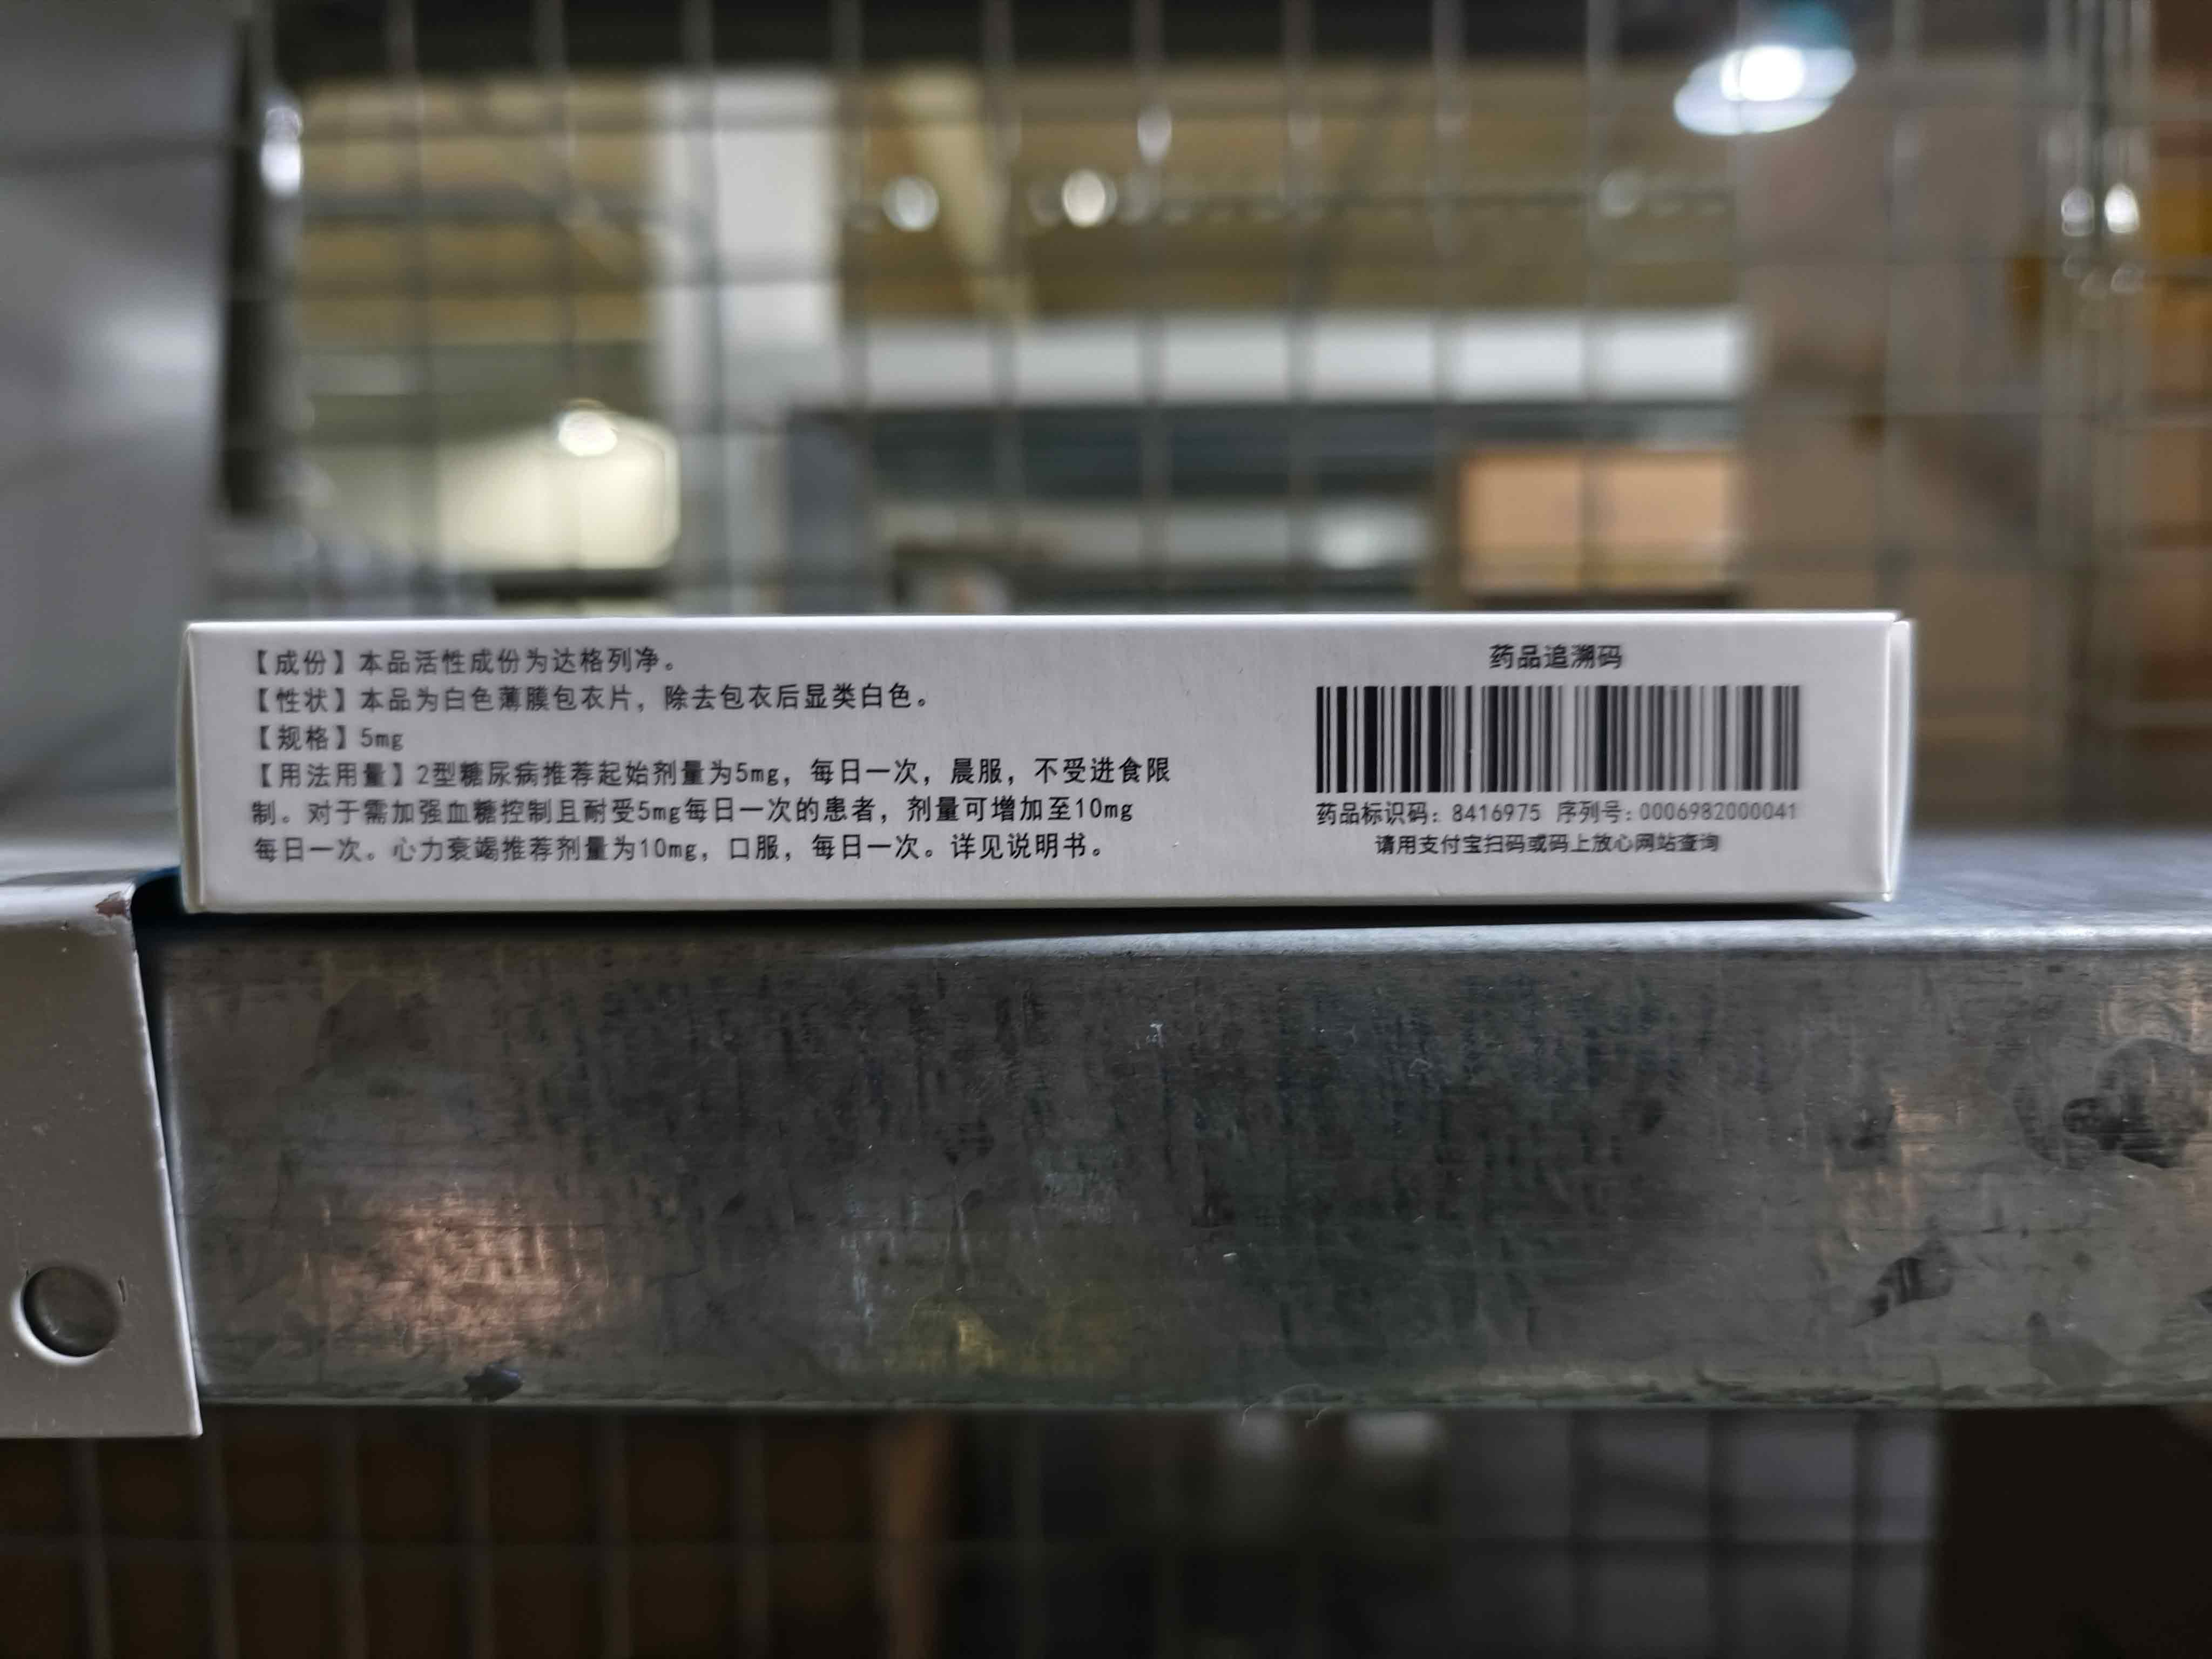 【成份】本品活性成份为达格列净。
【性状】本品为白色薄膜包衣片，除去包衣后显类白色。
【规格】5mg
【用法用量】2型糖尿病推荐起始剂量为5mg，每日一次，晨服，不受进食限
制。对于需加强血糖控制且耐受5mg每日一次的患者，剂量可增加至10mg
每日一次。心力衰竭推荐剂量为10mg，口服，每日一次。详见说明书。
药品追溯码
药品标识码：8416975 序列号：0006982000041
请用支付宝扫码或码上放心网站查询